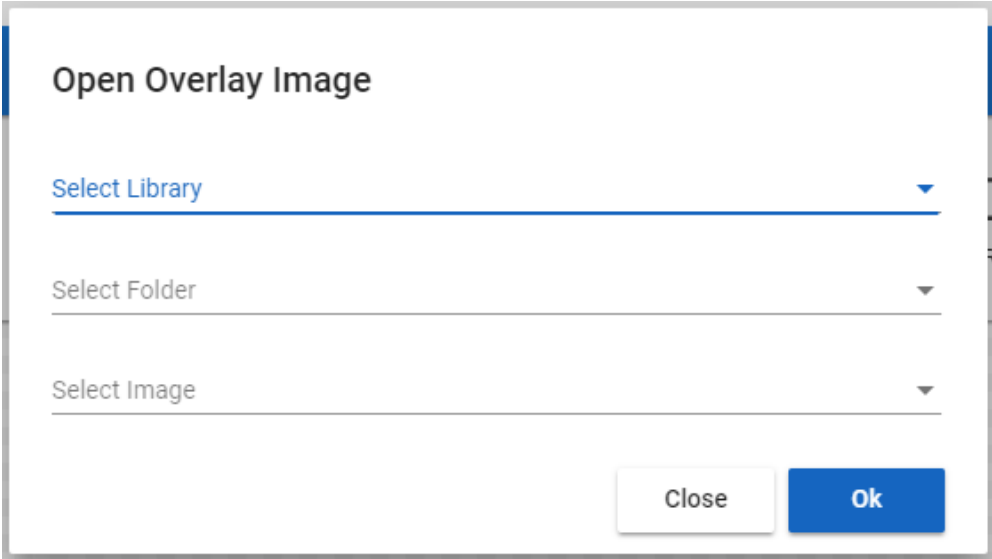 Open Overlay Image
Select Library
Select Folder
Select Image
Close Ok